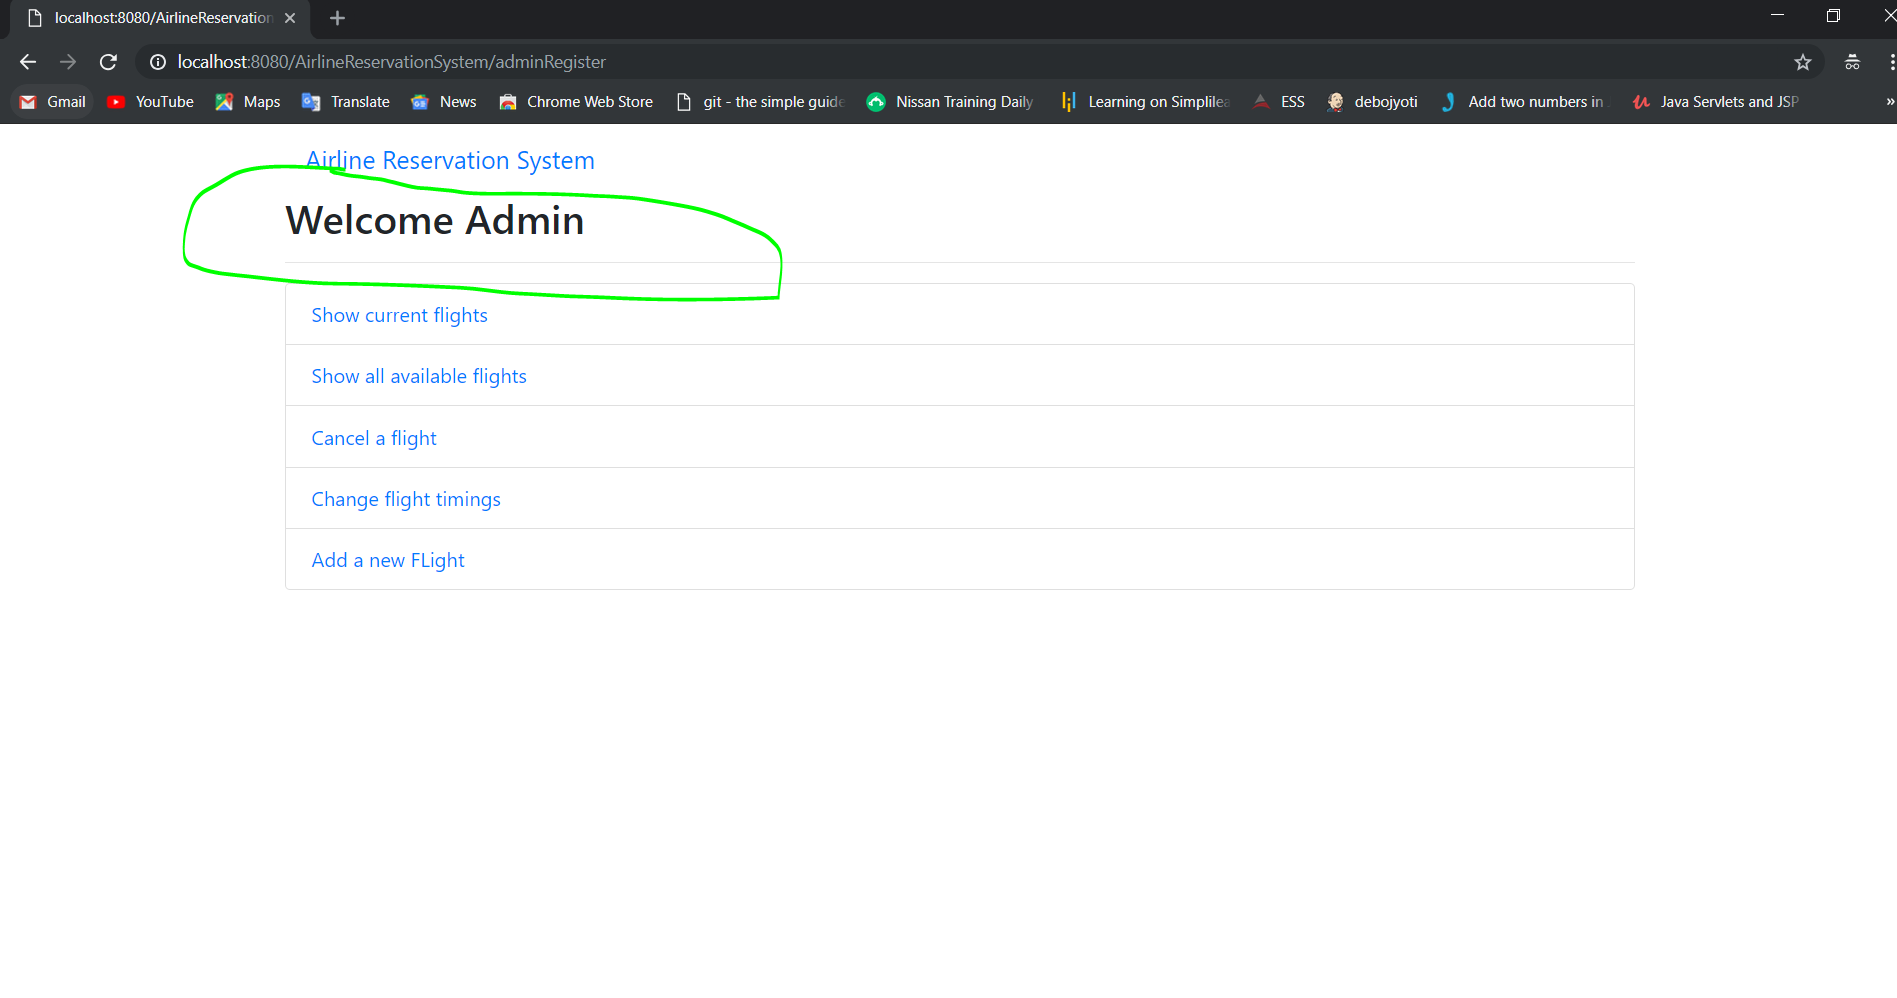 localhost:8080/AirlineReservation
localhost:8080/AirlineReservationSystem/adminRegister
Gmail YouTube Maps Translate News Chrome Web Store git - the simple guide Nissan Training Daily Learning on Simplilea ESS debojyoti Add two numbers in Java Servlets and JSP
Airline Reservation System
Welcome Admin
Show current flights
Show all available flights
Cancel a flight
Change flight timings
Add a new FLight